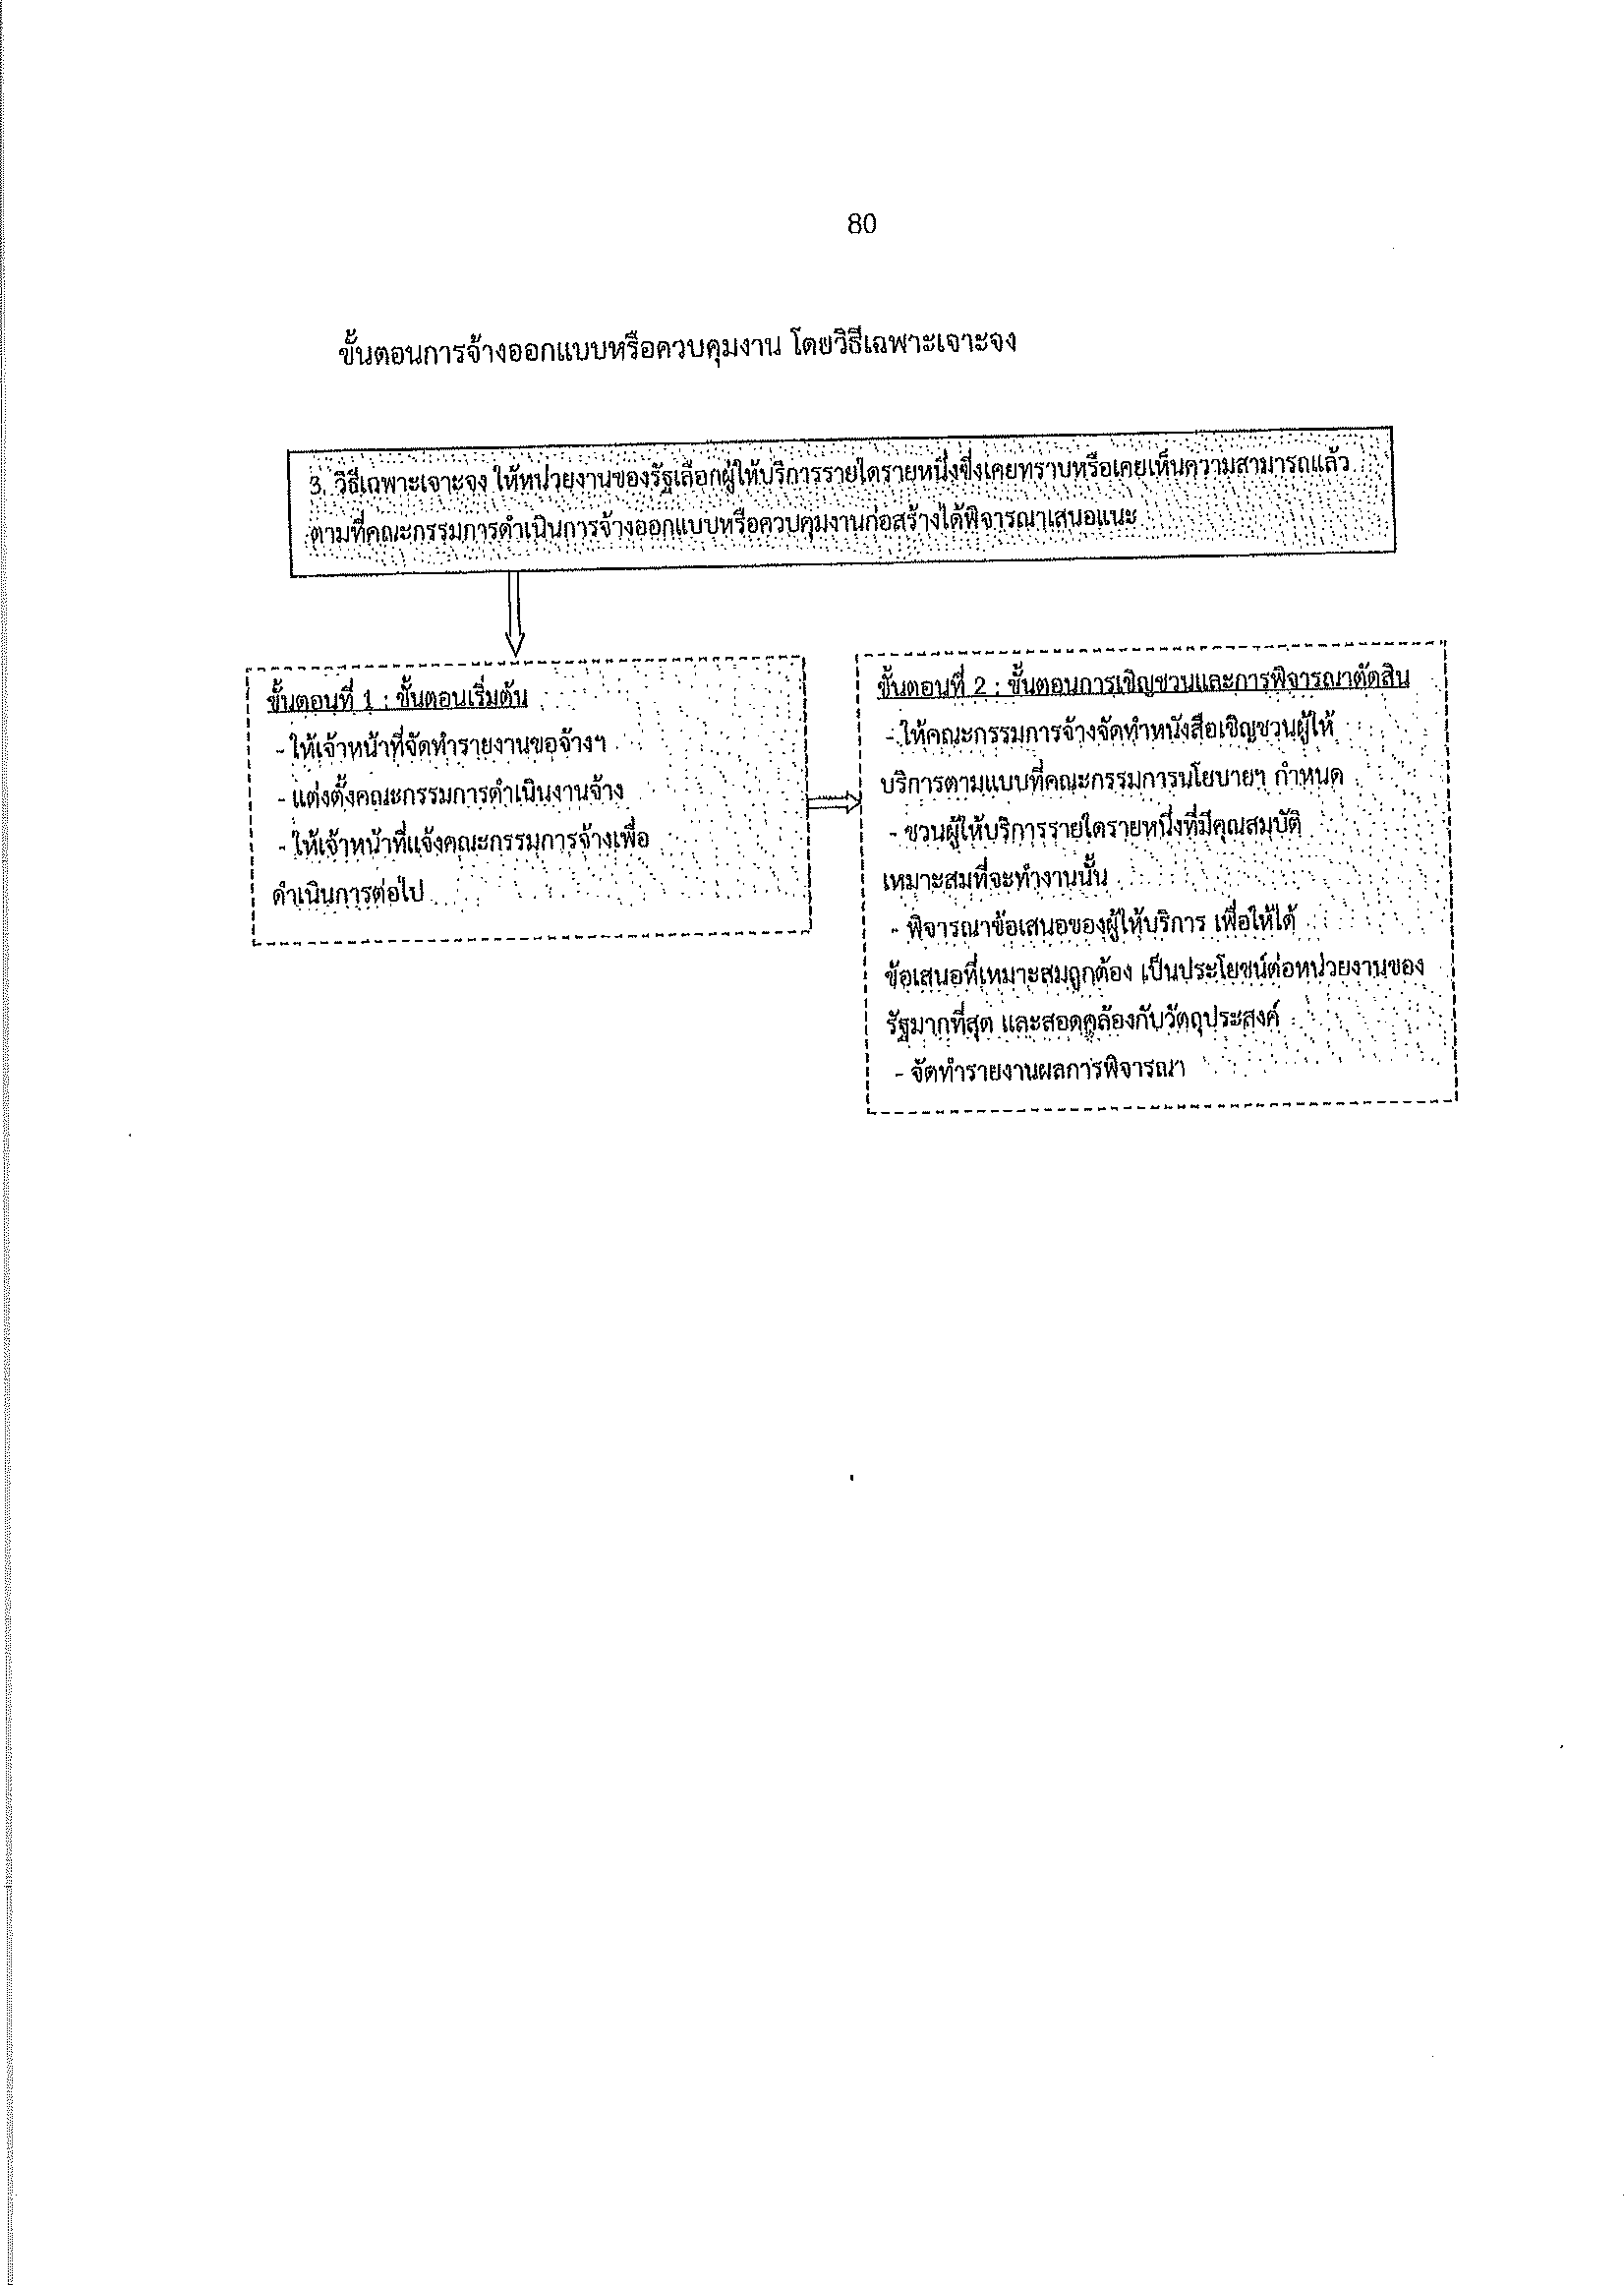 80
ขั้นตอนการจ้างออกแบบหรือควบคุมงาน โดยวิธีเฉพาะเจาะจง
3. วิธีเฉพาะเจาะจง ให้หน่วยงานของรัฐเลือกผู้ให้บริการรายใดรายหนึ่งซึ่งเคยทราบหรือเคยเห็นความสามารถแล้ว
ตามที่คณะกรรมการดำเนินการจ้างออกแบบหรือควบคุมงานก่อสร้างได้พิจารณาเสนอแนะ
ขั้นตอนที่ 1 : ขั้นตอนเริ่มต้น
- ให้เจ้าหน้าที่จัดทำรายงานขอจ้างฯ
- แต่งตั้งคณะกรรมการดำเนินงานจ้าง
- ให้เจ้าหน้าที่แจ้งคณะกรรมการจ้างเพื่อ
ดำเนินการต่อไป
ขั้นตอนที่ 2 : ขั้นตอนการเชิญชวนและการพิจารณาตัดสิน
- ให้คณะกรรมการจ้างจัดทำหนังสือเชิญชวนผู้ให้
บริการตามแบบที่คณะกรรมการนโยบายฯ กำหนด
- ชวนผู้ให้บริการรายใดรายหนึ่งที่มีคุณสมบัติ
เหมาะสมที่จะทำงานนั้น
- พิจารณาข้อเสนอของผู้ให้บริการ เพื่อให้ได้
ข้อเสนอที่เหมาะสมถูกต้อง เป็นประโยชน์ต่อหน่วยงานของ
รัฐมากที่สุด และสอดคล้องกับวัตถุประสงค์
- จัดทำรายงานผลการพิจารณา